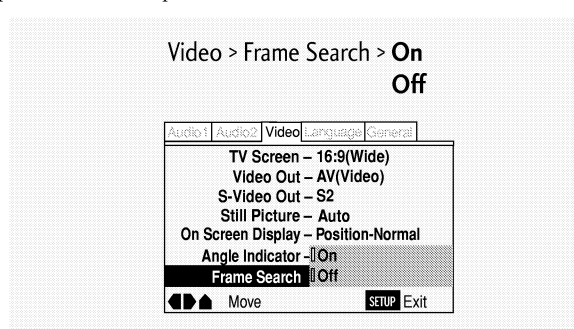 Video > Frame Search > On
Off
Audio1 Audio2 Video Language General
TV Screen – 16:9(Wide)
Video Out – AV(Video)
S-Video Out – S2
Still Picture – Auto
On Screen Display – Position-Normal
Angle Indicator – On
Frame Search Off
Move SETUP Exit